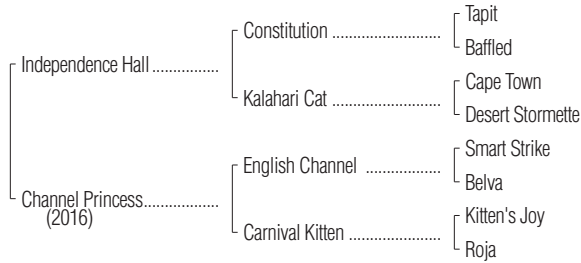 Tapit
Constitution ..................
Baffled
Independence Hall ................
Cape Town
Kalahari Cat ..................
Desert Stormette
Smart Strike
English Channel ..................
Belva
Channel Princess..................
(2016)
Kitten's Joy
Carnival Kitten ..................
Roja